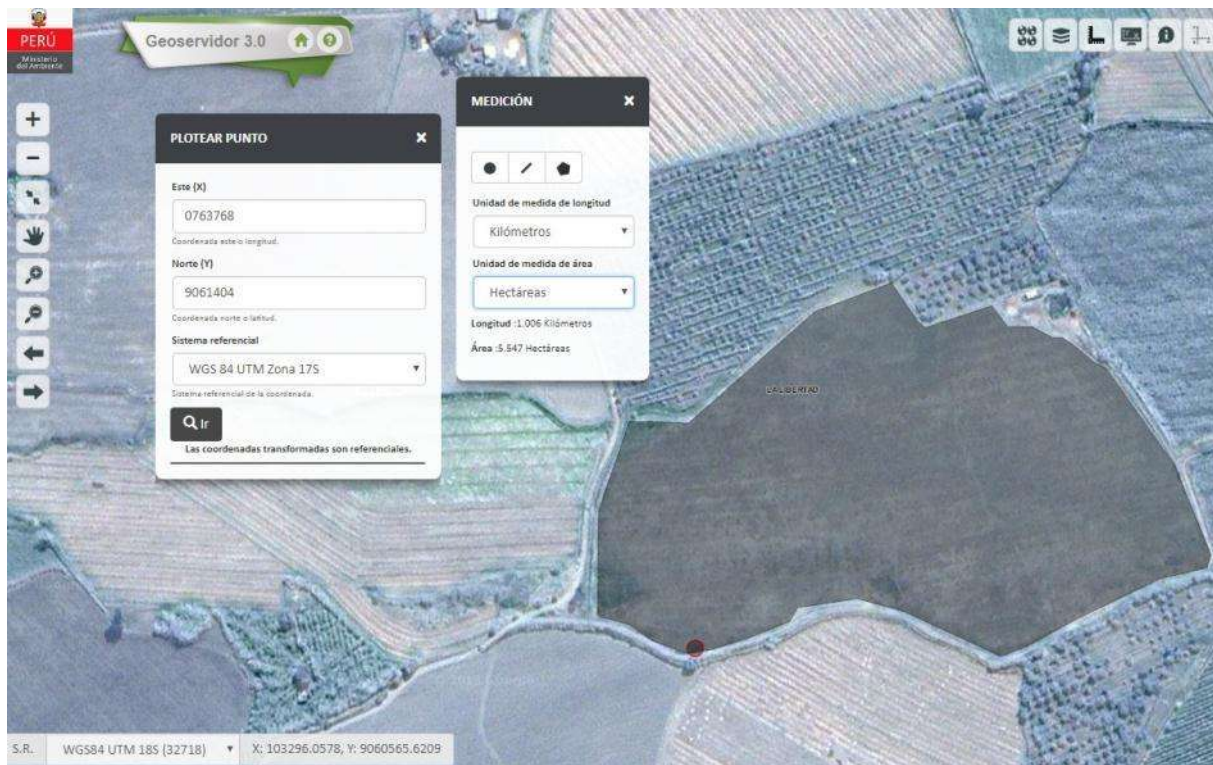 PERÚ
Ministerio
del Ambiente
Geoservidor 3.0
PLOTEAR PUNTO
Este (X)
0763768
Coordenada este o longitud.
Norte (Y)
9061404
Coordenada norte o latitud.
Sistema referencial
WGS 84 UTM Zona 17S
Sistema referencial de la coordenada.
Ir
Las coordenadas transformadas son referenciales.
MEDICIÓN
Unidad de medida de longitud
Kilómetros
Unidad de medida de área
Hectáreas
Longitud :1.006 Kilómetros
Área :5.547 Hectáreas
LA LIBERTAD
S.R. WGS84 UTM 18S (32718) X: 103296.0578, Y: 9060565.6209